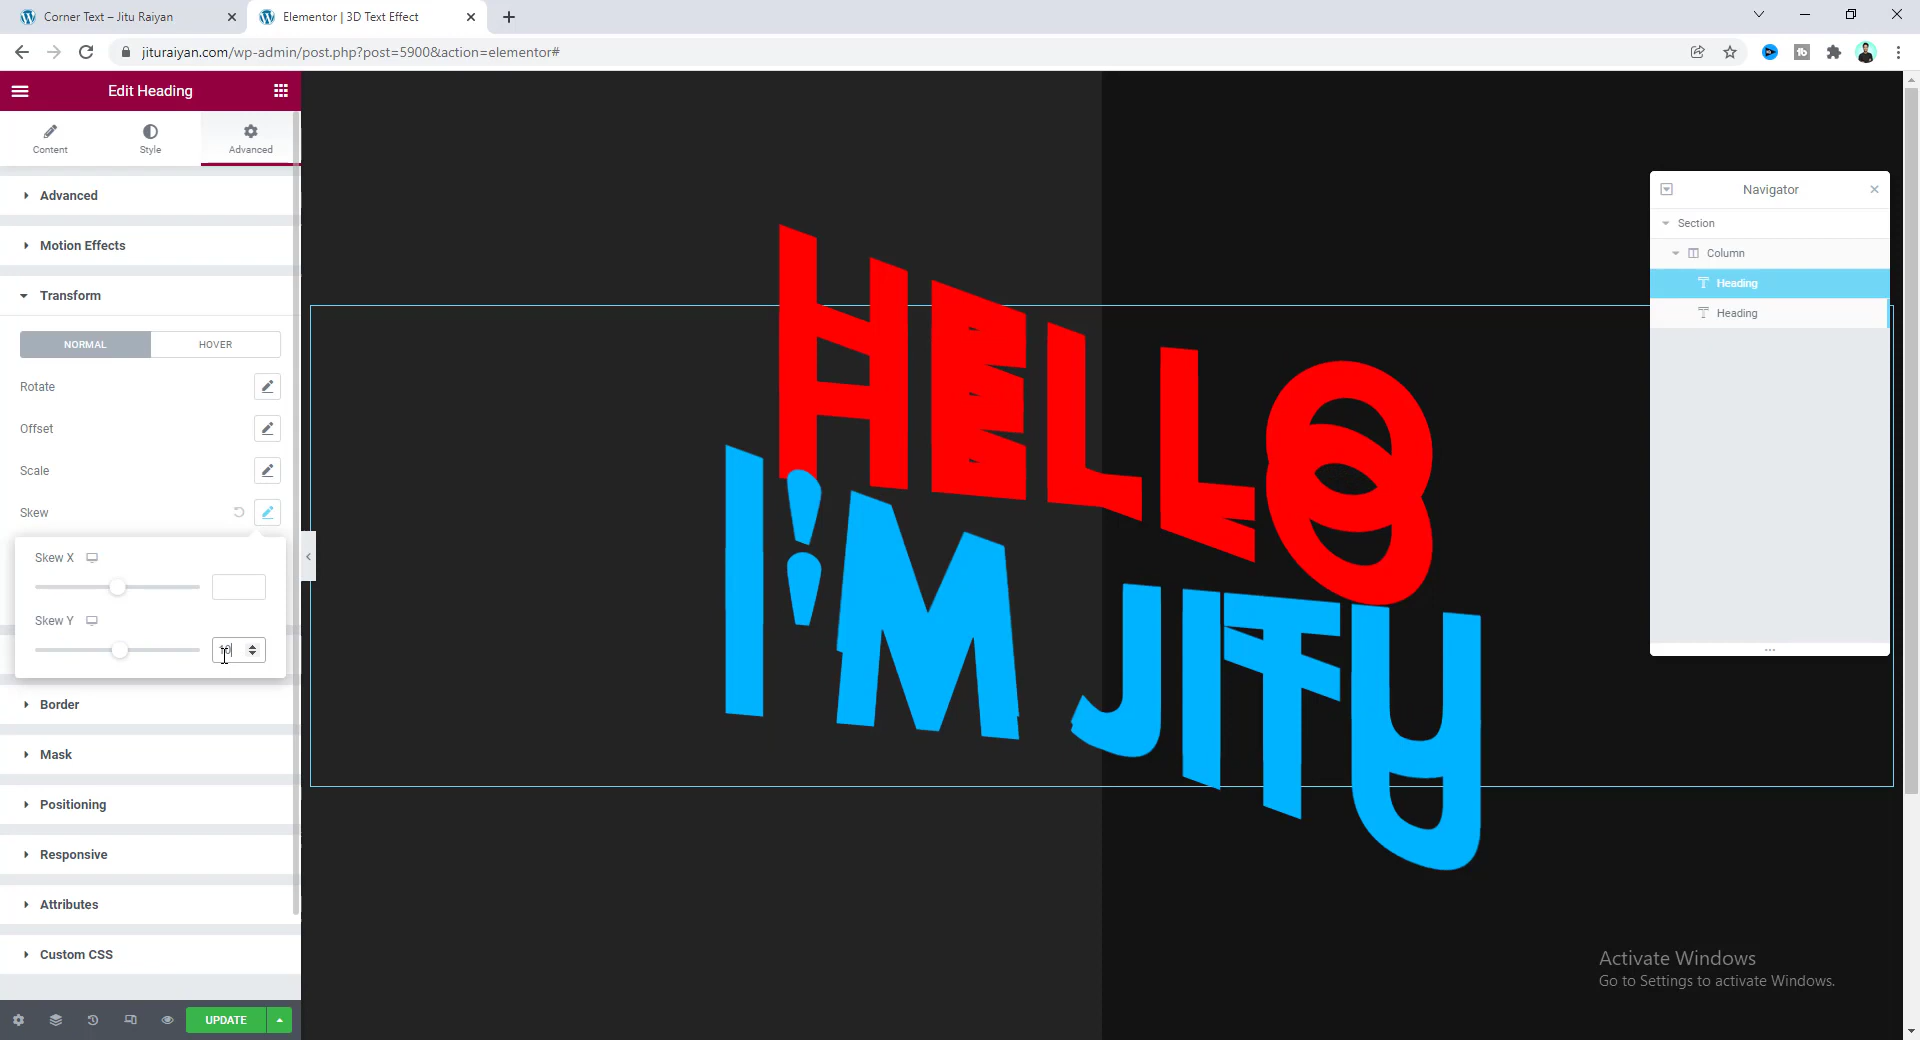 Corner Text – Jitu Raiyan
Elementor | 3D Text Effect
jituraiyan.com/wp-admin/post.php?post=5900&action=elementor#
Edit Heading
Content
Style
Advanced
Advanced
Motion Effects
Transform
NORMAL
HOVER
Rotate
Offset
Scale
Skew
Skew X
Skew Y
Border
Mask
Positioning
Responsive
Attributes
Custom CSS
UPDATE
HELLO
I'M JITU
Navigator
Section
Column
Heading
Heading
Activate Windows
Go to Settings to activate Windows.